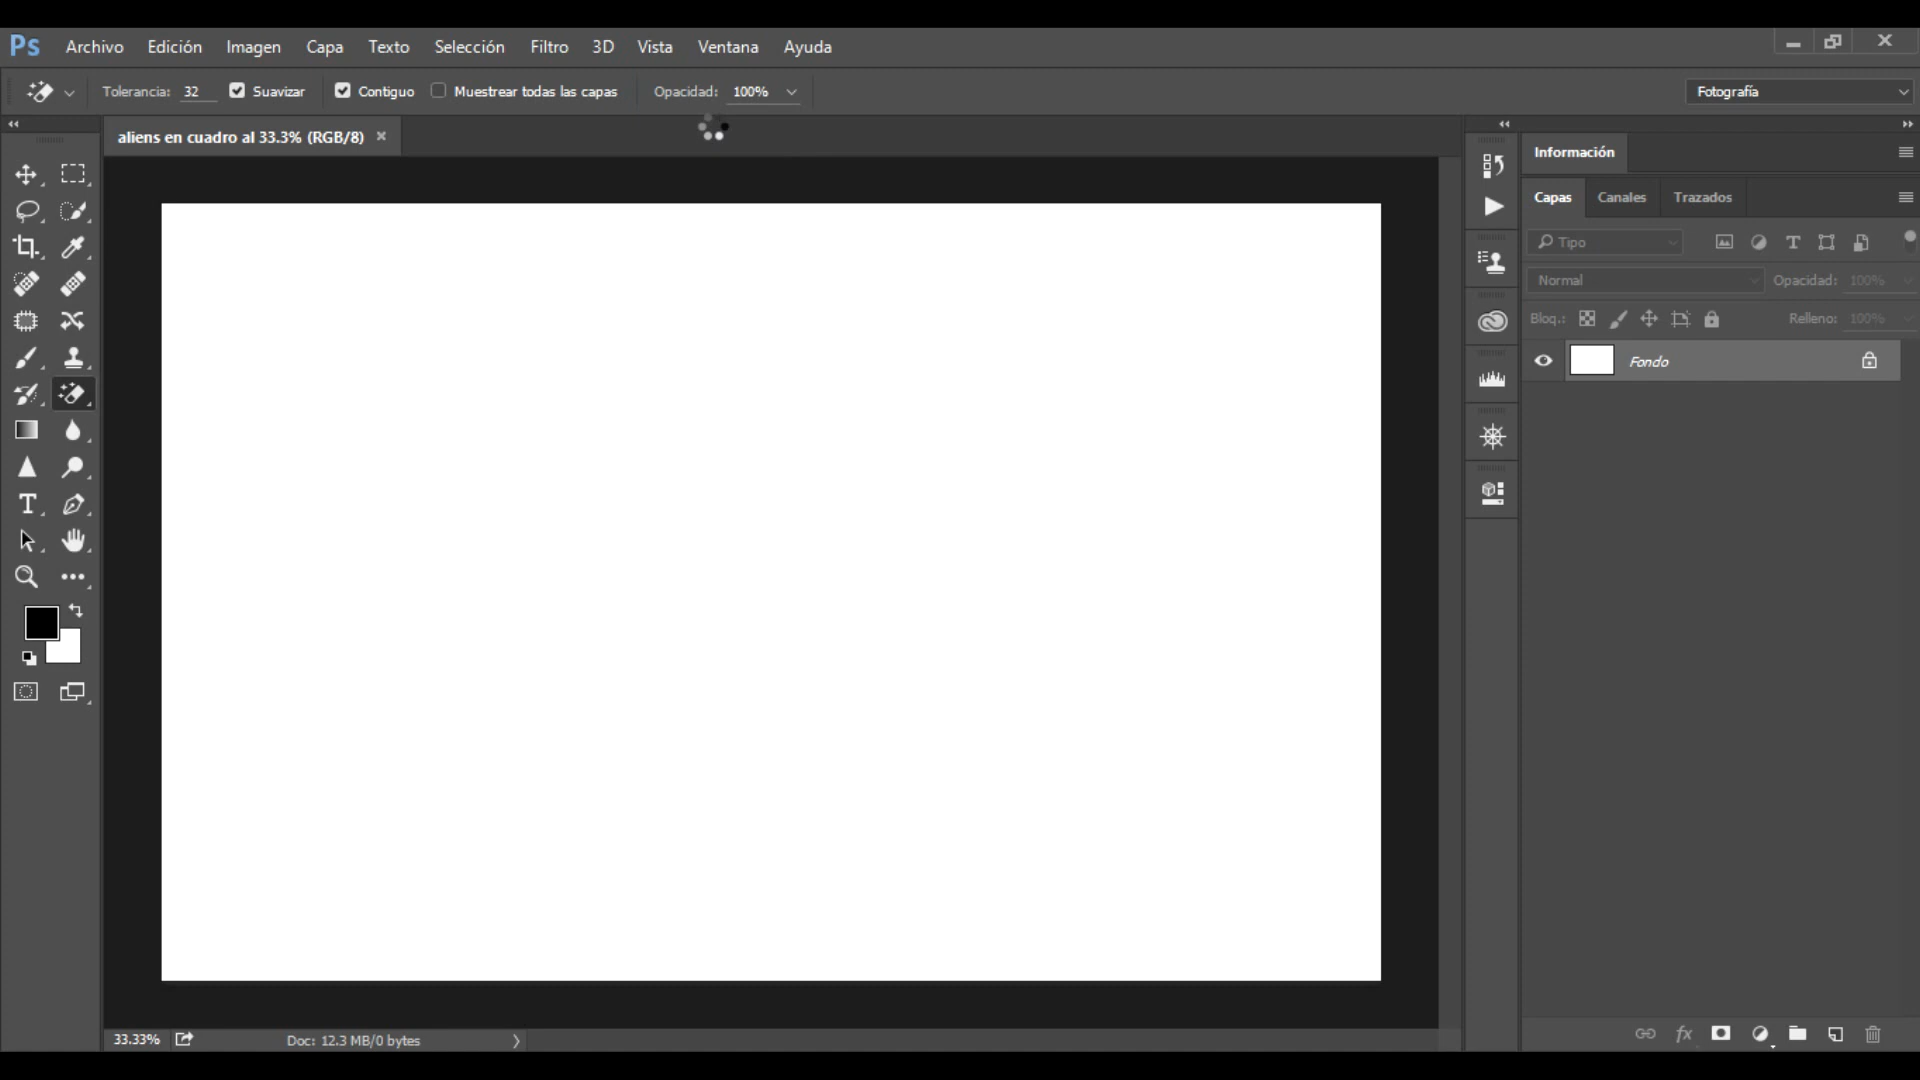 Ps Archivo Edición Imagen Capa Texto Selección Filtro 3D Vista Ventana Ayuda
Tolerancia: 32 Suavizar Contiguo Muestrear todas las capas Opacidad: 100% Fotografía
aliens en cuadro al 33.3% (RGB/8)
Información
Capas Canales Trazados
Tipo
Normal Opacidad: 100%
Bloq.: Relleno: 100%
Fondo
33.33% Doc: 12.3 MB/0 bytes
fx